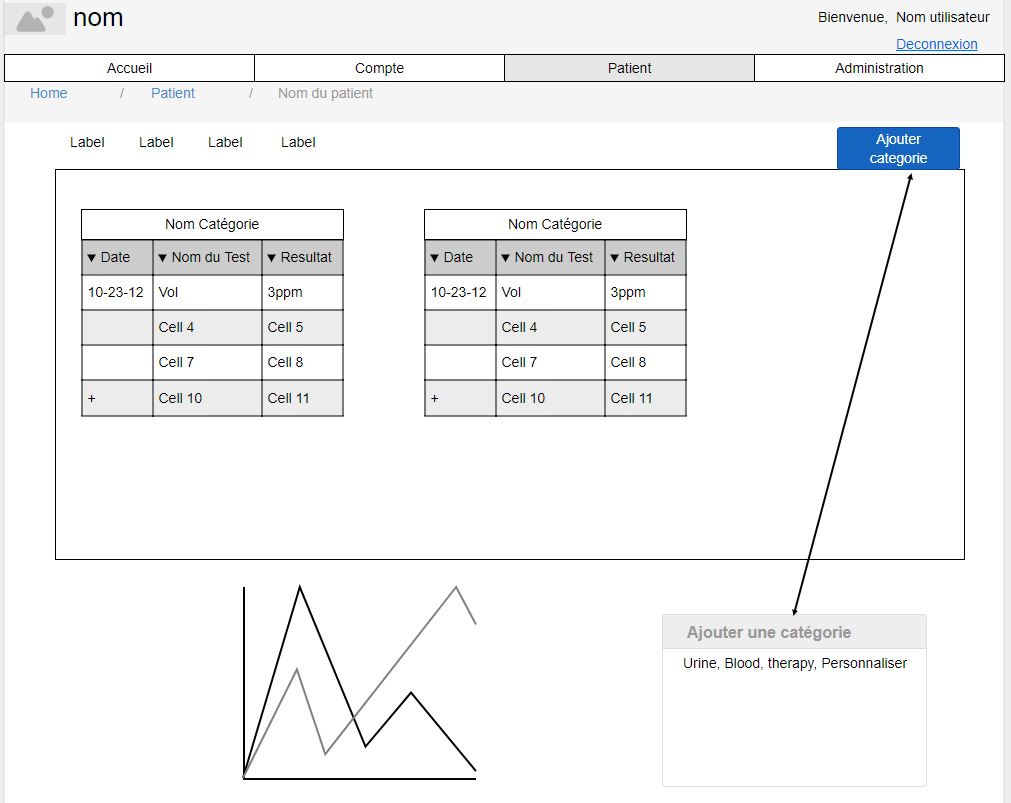 nom
Bienvenue, Nom utilisateur
Deconnexion
Accueil Compte Patient Administration
Home / Patient / Nom du patient
Label Label Label Label
Ajouter
categorie
Nom Catégorie Nom Catégorie
▼ Date ▼ Nom du Test ▼ Resultat ▼ Date ▼ Nom du Test ▼ Resultat
10-23-12 Vol 3ppm 10-23-12 Vol 3ppm
Cell 4 Cell 5 Cell 4 Cell 5
Cell 7 Cell 8 Cell 7 Cell 8
+ Cell 10 Cell 11 + Cell 10 Cell 11
Ajouter une catégorie
Urine, Blood, therapy, Personnaliser